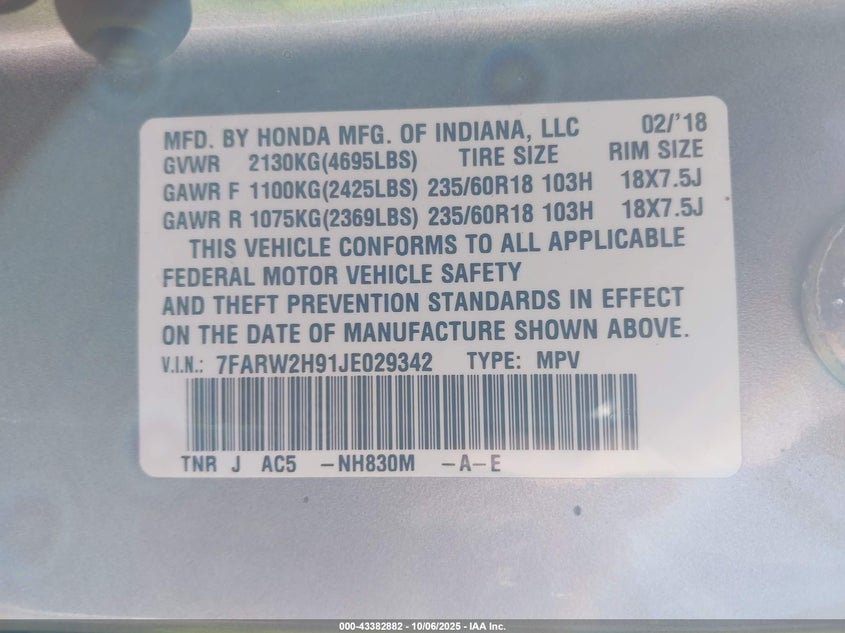 MFD. BY HONDA MFG. OF INDIANA, LLC 02/'18
GVWR 2130KG(4695LBS) TIRE SIZE RIM SIZE
GAWR F 1100KG(2425LBS) 235/60R18 103H 18X7.5J
GAWR R 1075KG(2369LBS) 235/60R18 103H 18X7.5J
THIS VEHICLE CONFORMS TO ALL APPLICABLE
FEDERAL MOTOR VEHICLE SAFETY
AND THEFT PREVENTION STANDARDS IN EFFECT
ON THE DATE OF MANUFACTURE SHOWN ABOVE.
V.I.N.: 7FARW2H91JE029342 TYPE: MPV
TNR J AC5 -NH830M -A-E
000-43382882 - 10/06/2025 - IAA Inc.